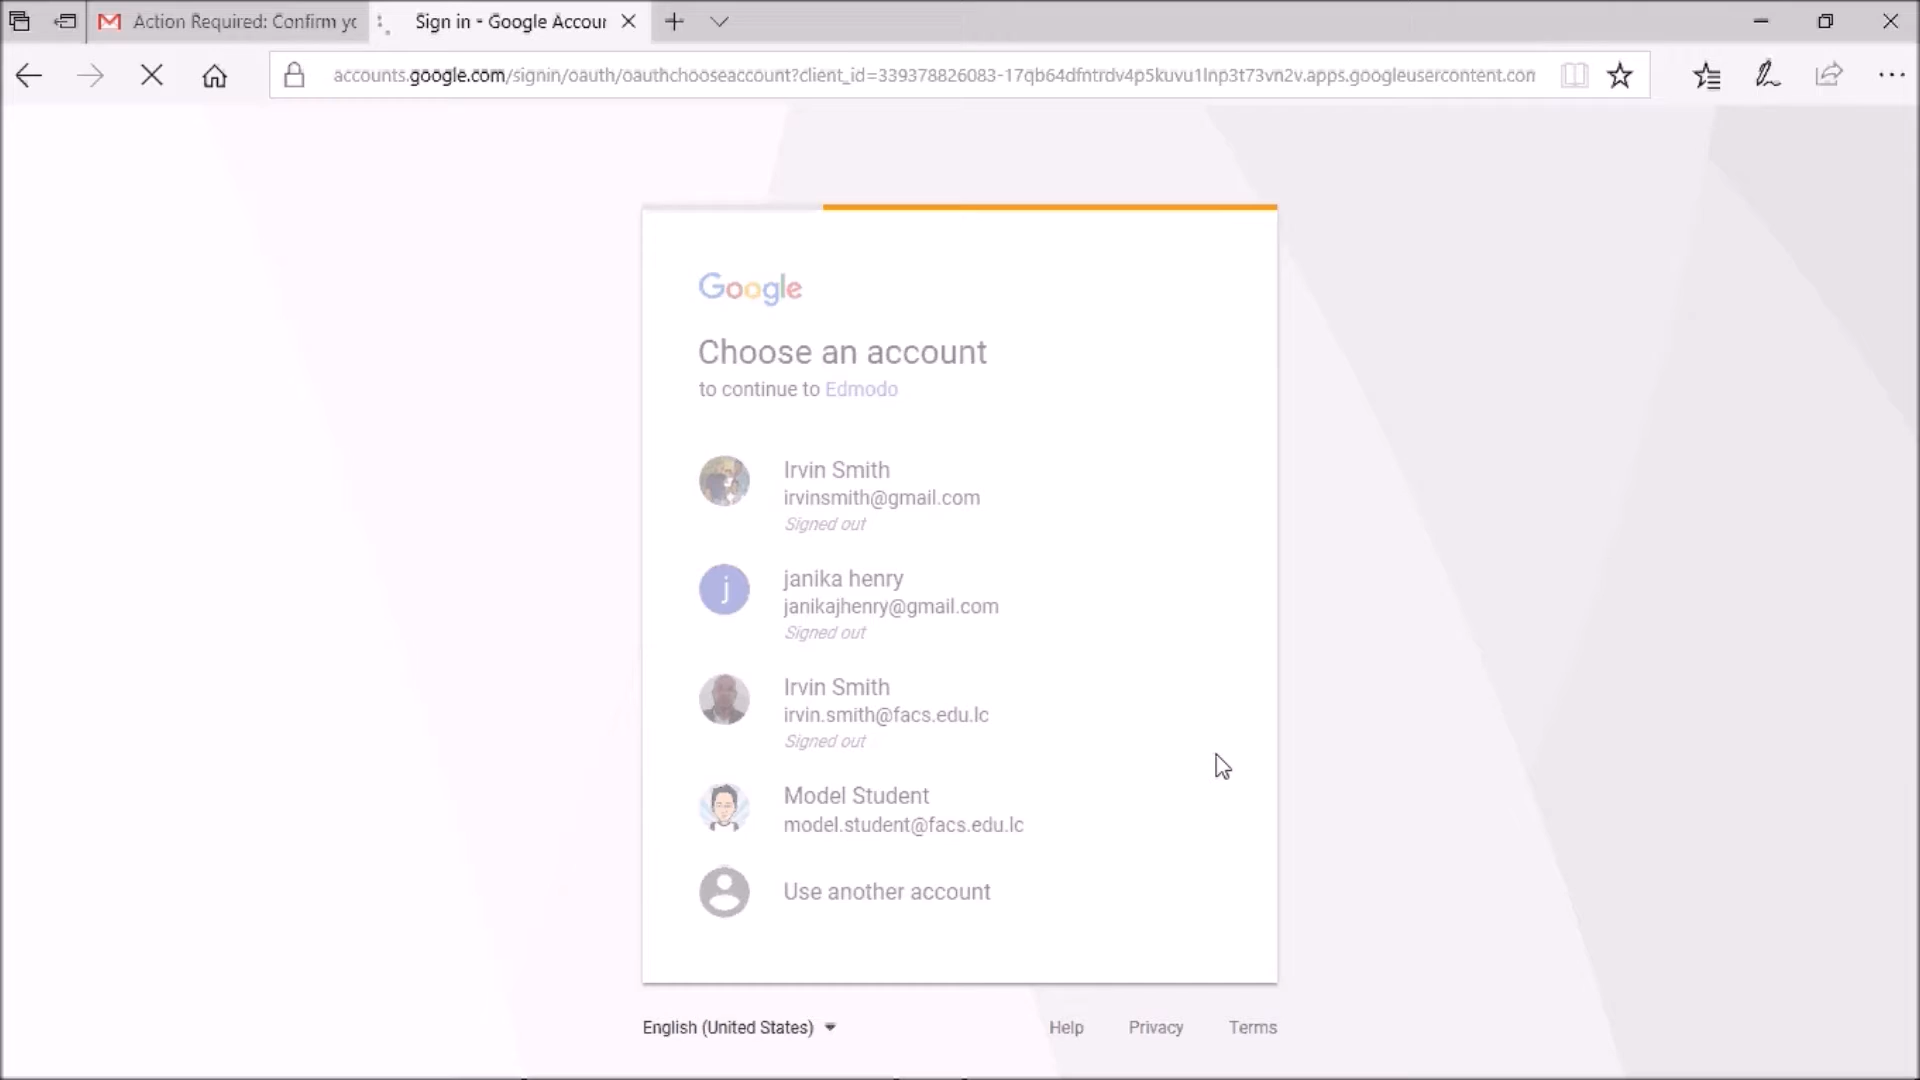 Action Required: Confirm yo
Sign in - Google Accour
accounts.google.com/signin/oauth/oauthchooseaccount?client_id=339378826083-17qb64dfntrdv4p5kuvu1lnp3t73vn2v.apps.googleusercontent.con
Google
Choose an account
to continue to Edmodo
Irvin Smith
irvinsmith@gmail.com
Signed out
j
janika henry
janikajhenry@gmail.com
Signed out
Irvin Smith
irvin.smith@facs.edu.lc
Signed out
Model Student
model.student@facs.edu.lc
Use another account
English (United States)
Help Privacy Terms